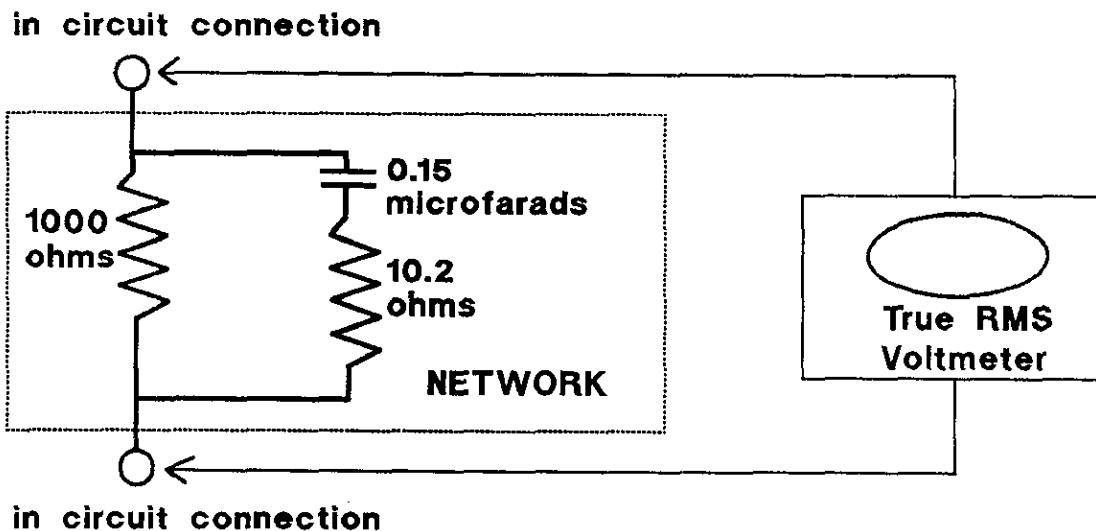 in circuit connection
0.15
microfarads
1000
ohms
10.2
ohms
NETWORK
True RMS
Voltmeter
in circuit connection